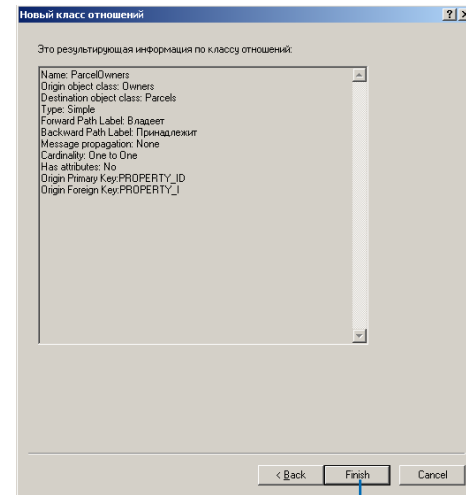 Новый класс отношений
Это результирующая информация по классу отношений:
Name: ParcelOwners
Origin object class: Owners
Destination object class: Parcels
Type: Simple
Forward Path Label: Владеет
Backward Path Label: Принадлежит
Message propagation: None
Cardinality: One to One
Has attributes: No
Origin Primary Key:PROPERTY_ID
Origin Foreign Key:PROPERTY_I
< Back Finish Cancel